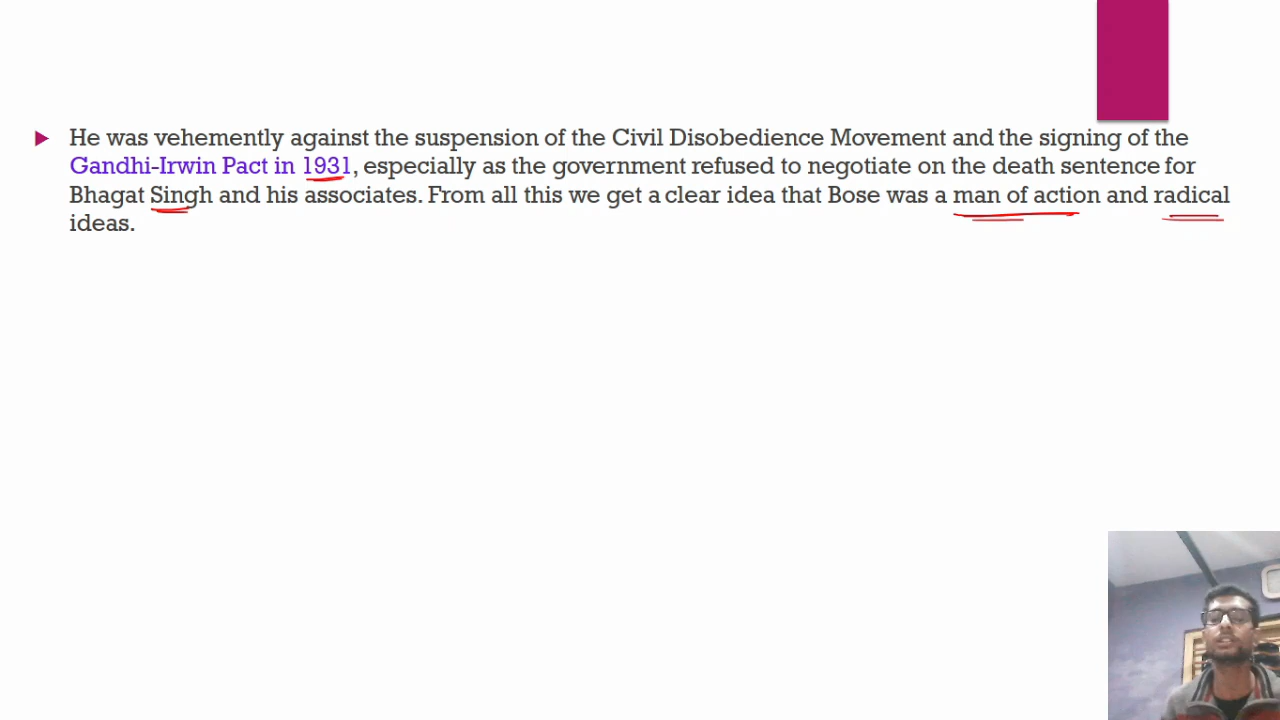 He was vehemently against the suspension of the Civil Disobedience Movement and the signing of the
Gandhi-Irwin Pact in 1931, especially as the government refused to negotiate on the death sentence for
Bhagat Singh and his associates. From all this we get a clear idea that Bose was a man of action and radical
ideas.